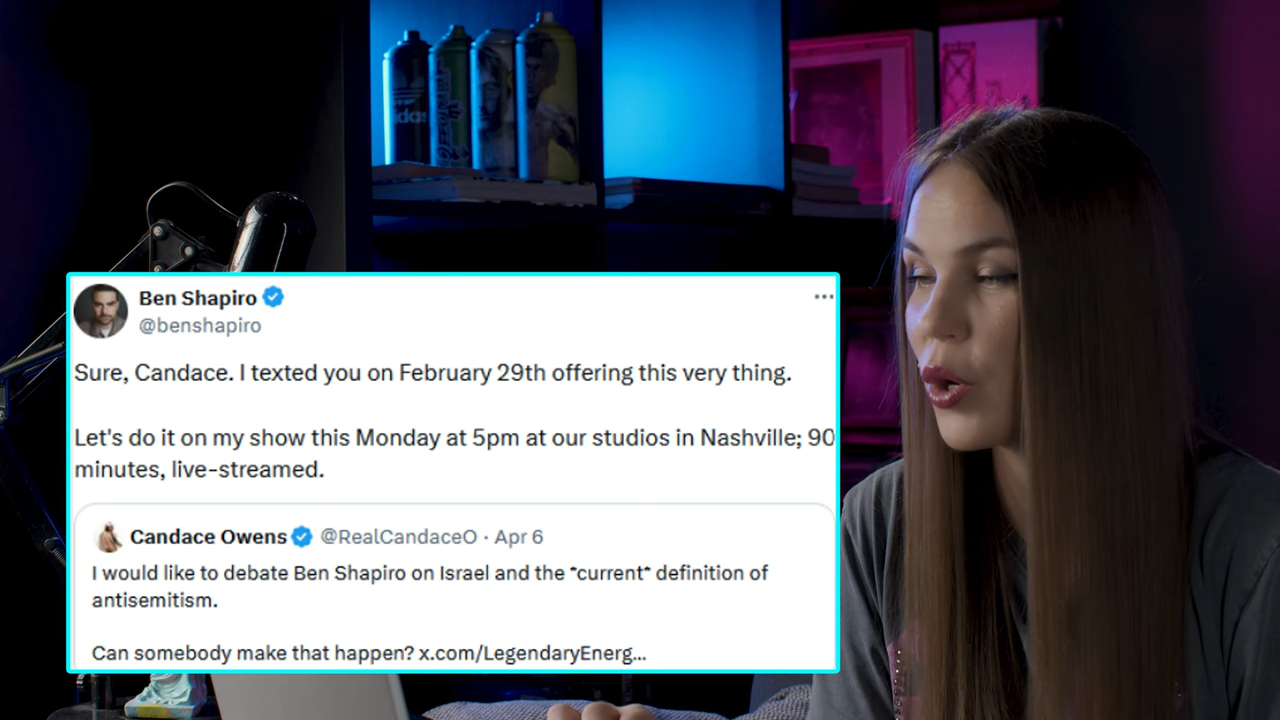 Ben Shapiro
@benshapiro
Sure, Candace. I texted you on February 29th offering this very thing.
Let's do it on my show this Monday at 5pm at our studios in Nashville; 90
minutes, live-streamed.
Candace Owens @RealCandaceO · Apr 6
I would like to debate Ben Shapiro on Israel and the *current* definition of
antisemitism.
Can somebody make that happen? x.com/LegendaryEnerg...
adidas